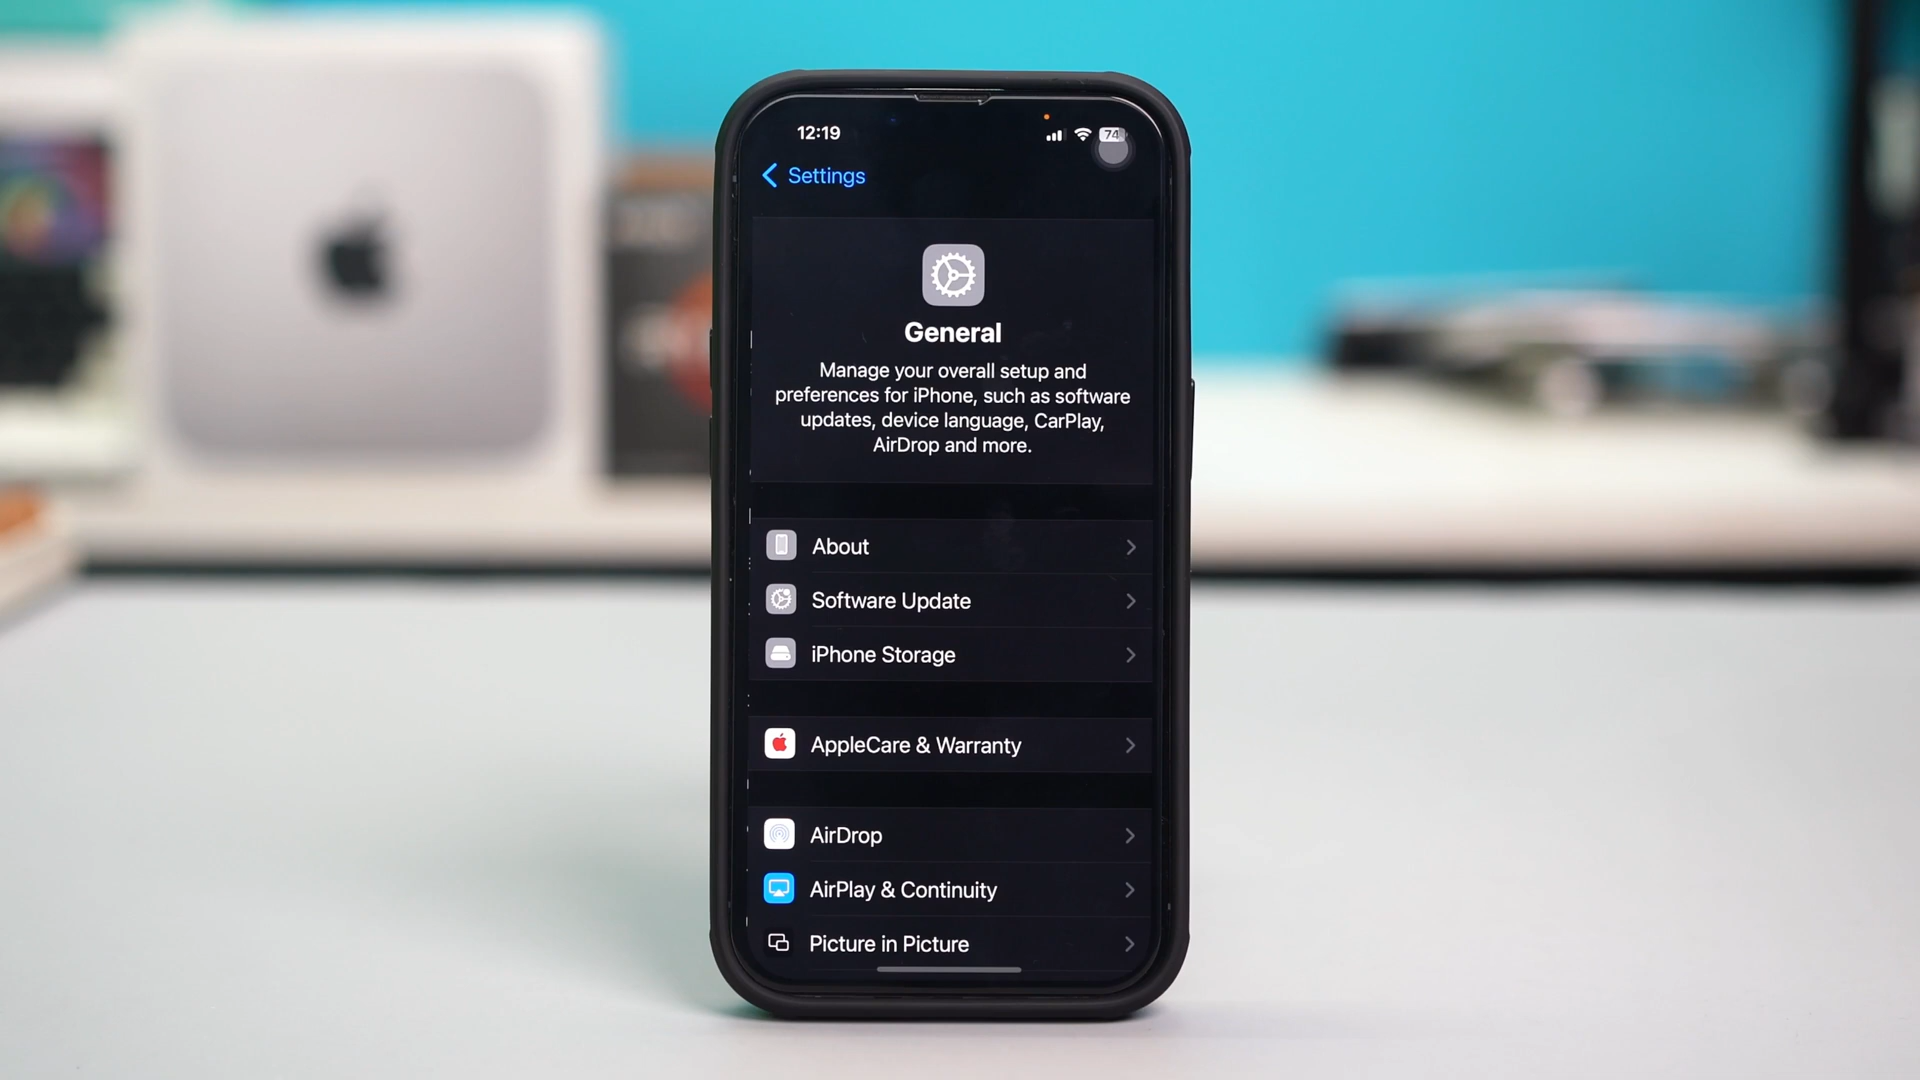 12:19
74
Settings
General
Manage your overall setup and
preferences for iPhone, such as software
updates, device language, CarPlay,
AirDrop and more.
About
Software Update
iPhone Storage
AppleCare & Warranty
AirDrop
AirPlay & Continuity
Picture in Picture